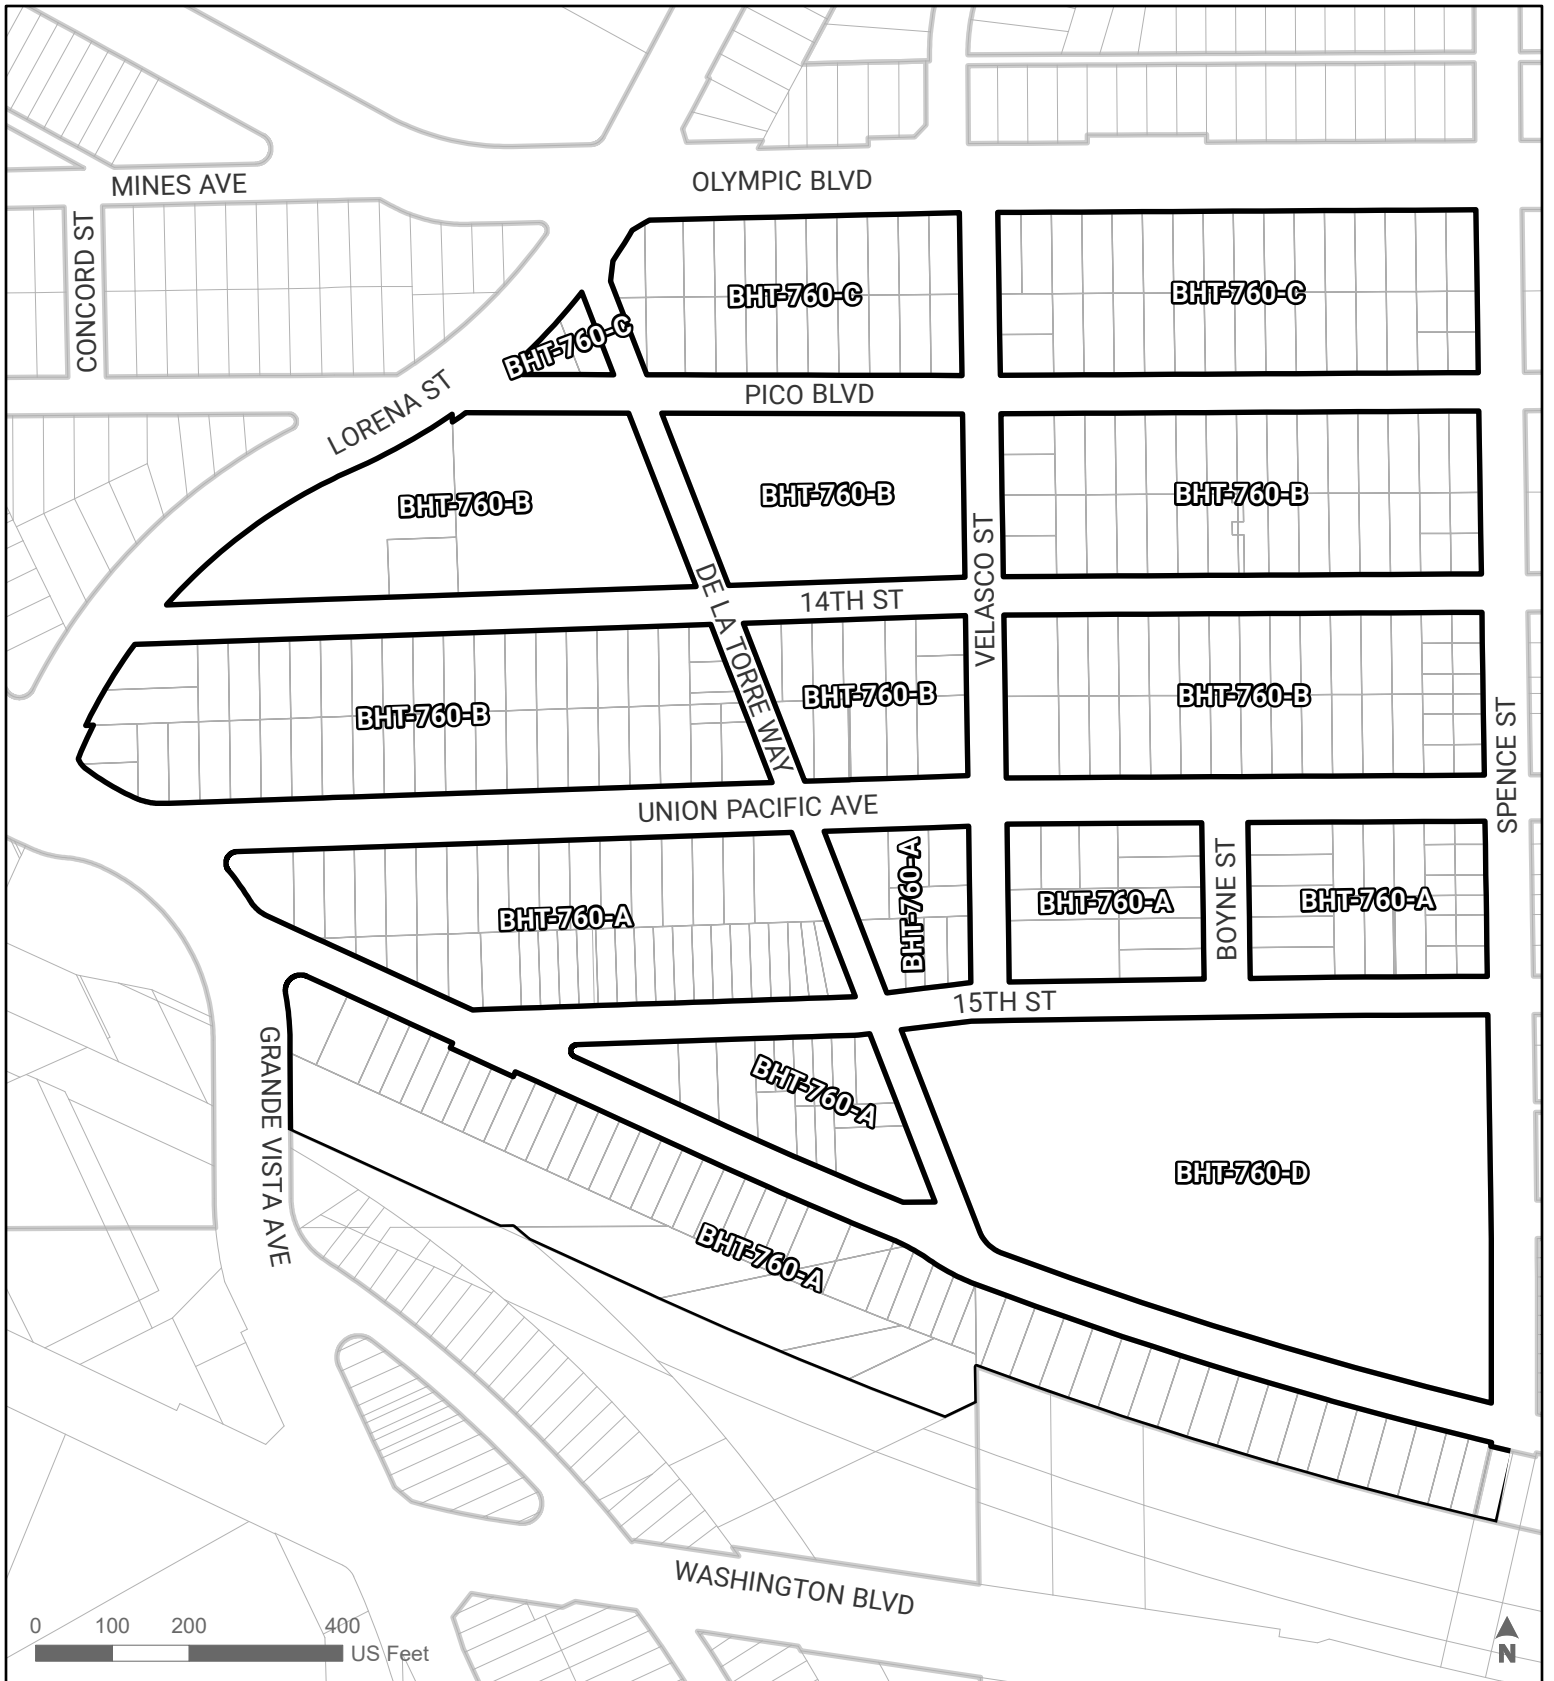 MINES AVE
OLYMPIC BLVD
CONCORD ST
BHT-760-C
BHT-760-C
BHT-760-C
LORENA ST
PICO BLVD
BHT-760-B
BHT-760-B
BHT-760-B
DE LA TORRE WAY
14TH ST
VELASCO ST
BHT-760-B
BHT-760-B
BHT-760-B
SPENCE ST
UNION PACIFIC AVE
BHT-760-A
BHT-760-A
BHT-760-A
BOYNE ST
BHT-760-A
15TH ST
GRANDE VISTA AVE
BHT-760-A
BHT-760-D
BHT-760-A
WASHINGTON BLVD
0 100 200 400
US Feet
N